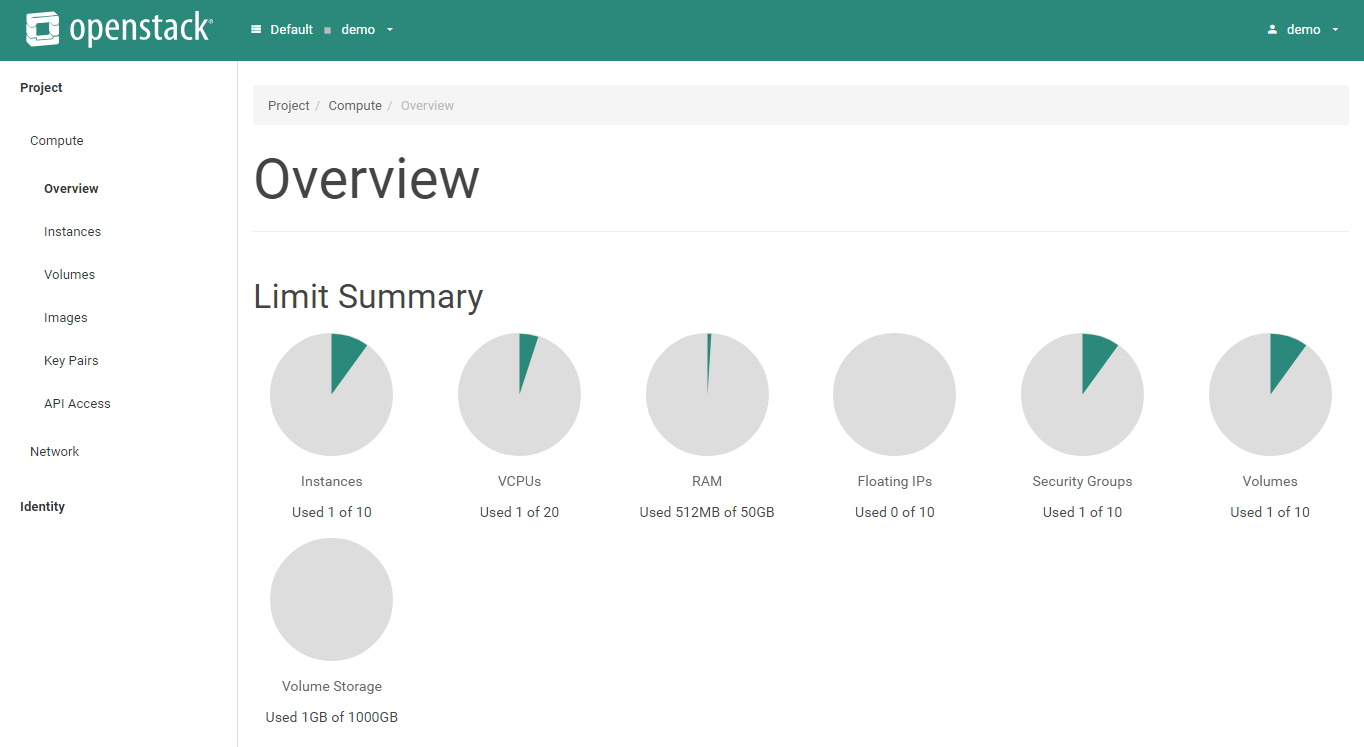 openstack
Default demo
demo
Project
Compute
Overview
Instances
Volumes
Images
Key Pairs
API Access
Network
Identity
Project / Compute / Overview
Overview
Limit Summary
Instances
Used 1 of 10
VCPUs
Used 1 of 20
RAM
Used 512MB of 50GB
Floating IPs
Used 0 of 10
Security Groups
Used 1 of 10
Volumes
Used 1 of 10
Volume Storage
Used 1GB of 1000GB